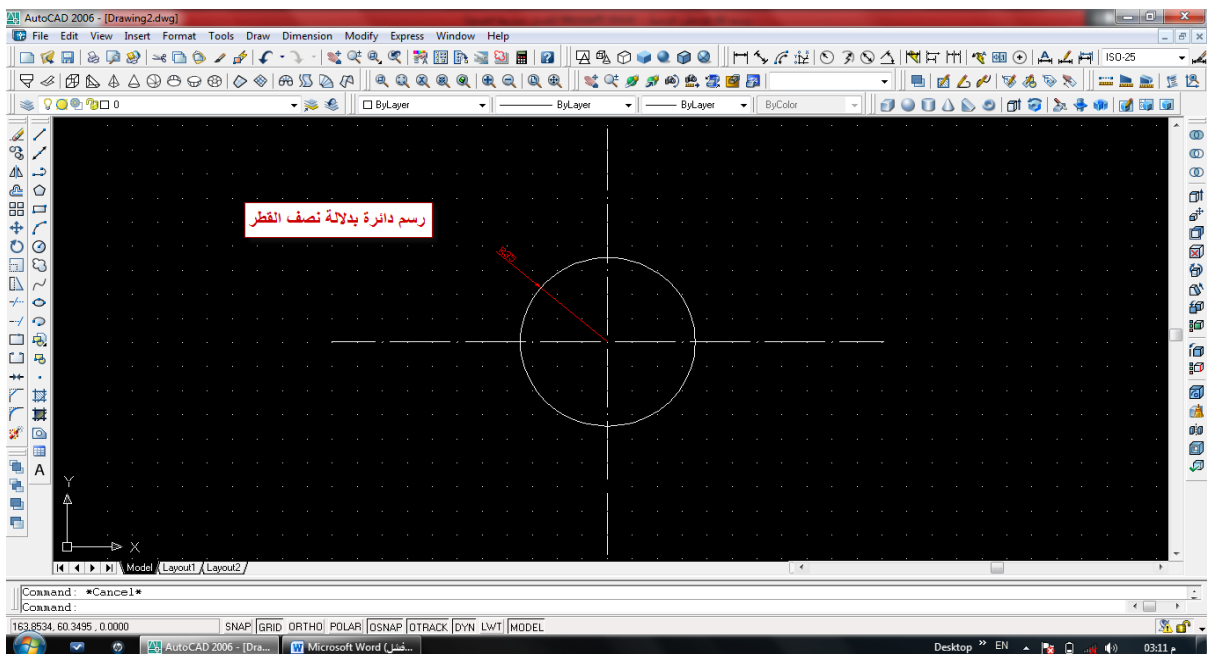 AutoCAD 2006 - [Drawing2.dwg]
File Edit View Insert Format Tools Draw Dimension Modify Express Window Help
ISO-25
0 ByLayer ByLayer ByLayer ByColor
رسم دائرة بدلالة نصف القطر
Y
X
Model Layout1 Layout2
Command: *Cancel*
Command:
163.8534, 60.3495 , 0.0000 SNAP GRID ORTHO POLAR OSNAP OTRACK DYN LWT MODEL
AutoCAD 2006 - [Dra... Microsoft Word (فشل... Desktop EN 03:11 م